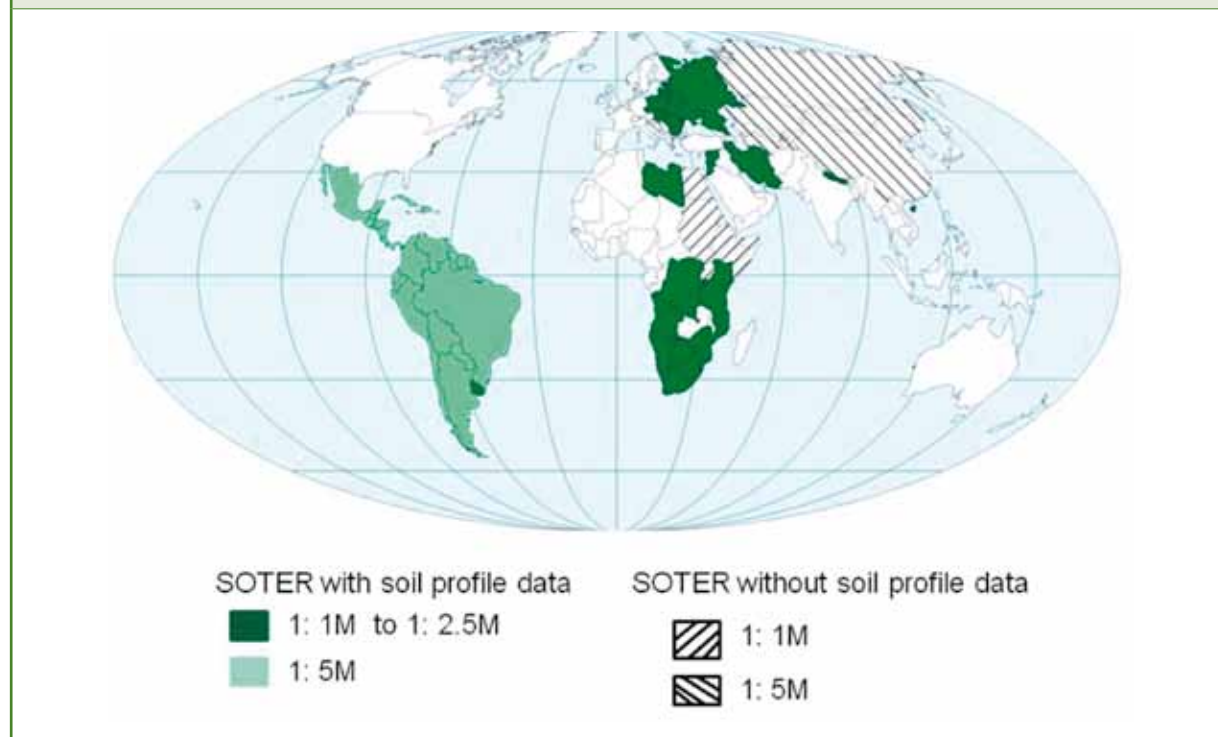 SOTER with soil profile data
1: 1M to 1: 2.5M
1: 5M
SOTER without soil profile data
1: 1M
1: 5M